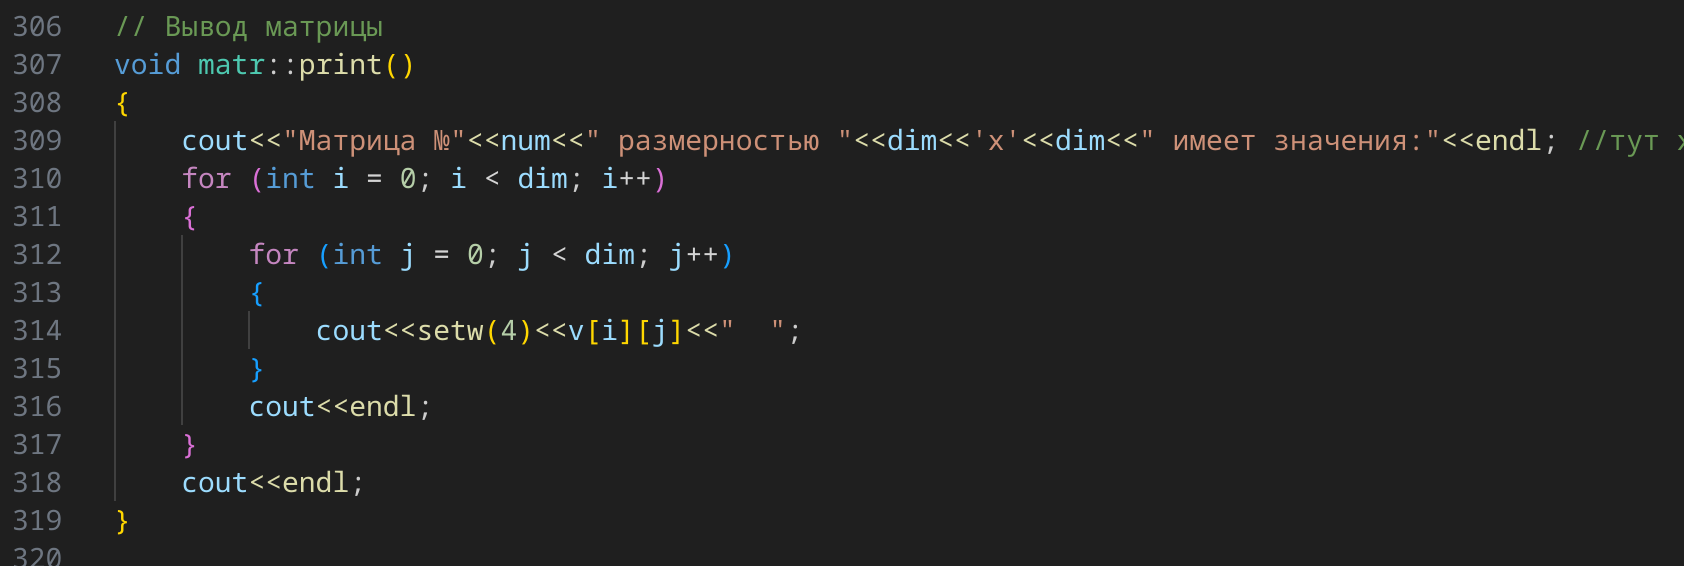 306 // Вывод матрицы
307 void matr::print()
308 {
309     cout<<"Матрица №"<<num<<" размерностью "<<dim<<'x'<<dim<<" имеет значения:"<<endl; //тут
310     for (int i = 0; i < dim; i++)
311     {
312         for (int j = 0; j < dim; j++)
313         {
314             cout<<setw(4)<<v[i][j]<<"  ";
315         }
316         cout<<endl;
317     }
318     cout<<endl;
319 }
320